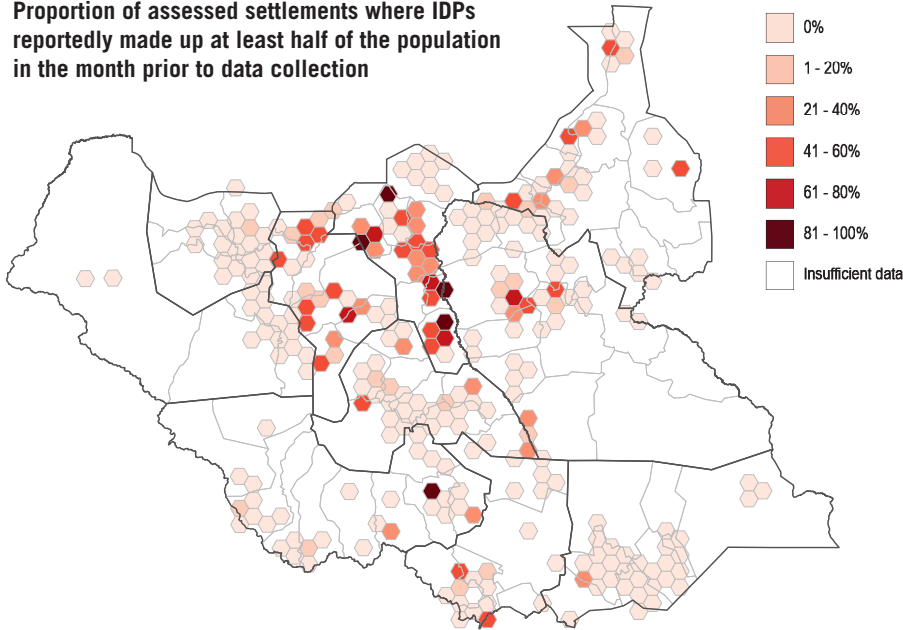 Proportion of assessed settlements where IDPs
reportedly made up at least half of the population
in the month prior to data collection
0%
1 - 20%
21 - 40%
41 - 60%
61 - 80%
81 - 100%
Insufficient data